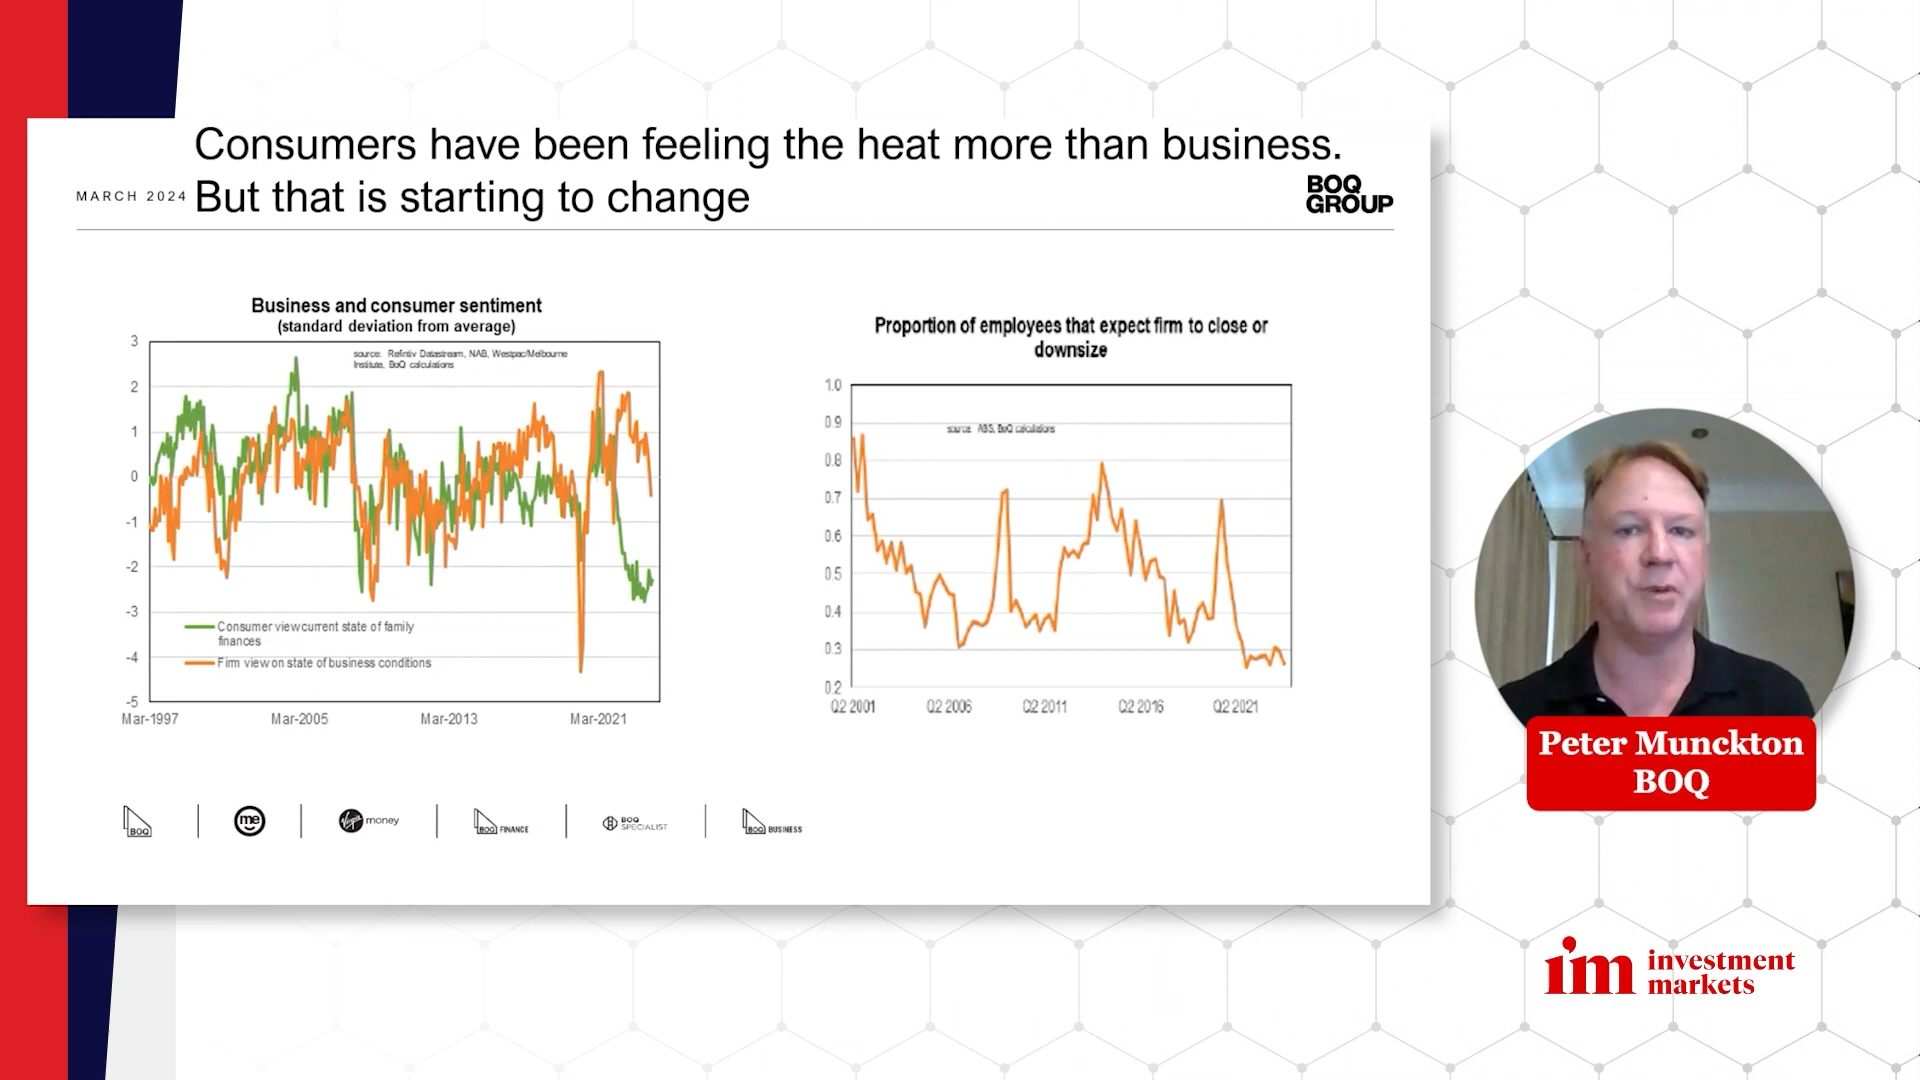 Consumers have been feeling the heat more than business.
MARCH 2024 But that is starting to change
BOQ
GROUP
Business and consumer sentiment
(standard deviation from average)
source: Refintiv Datastream, NAB, Westpac/Melbourne
Institute, BoQ calculations
3
2
1
0
-1
-2
-3
-4
-5
Consumer view current state of family
finances
Firm view on state of business conditions
Mar-1997 Mar-2005 Mar-2013 Mar-2021
Proportion of employees that expect firm to close or
downsize
source: ABS, BoQ calculations
1.0
0.9
0.8
0.7
0.6
0.5
0.4
0.3
0.2
Q2 2001 Q2 2006 Q2 2011 Q2 2016 Q2 2021
BOQ
me
Virgin money
BOQ FINANCE
BOQ
SPECIALIST
BOQ BUSINESS
Peter Munckton
BOQ
i'm investment
markets